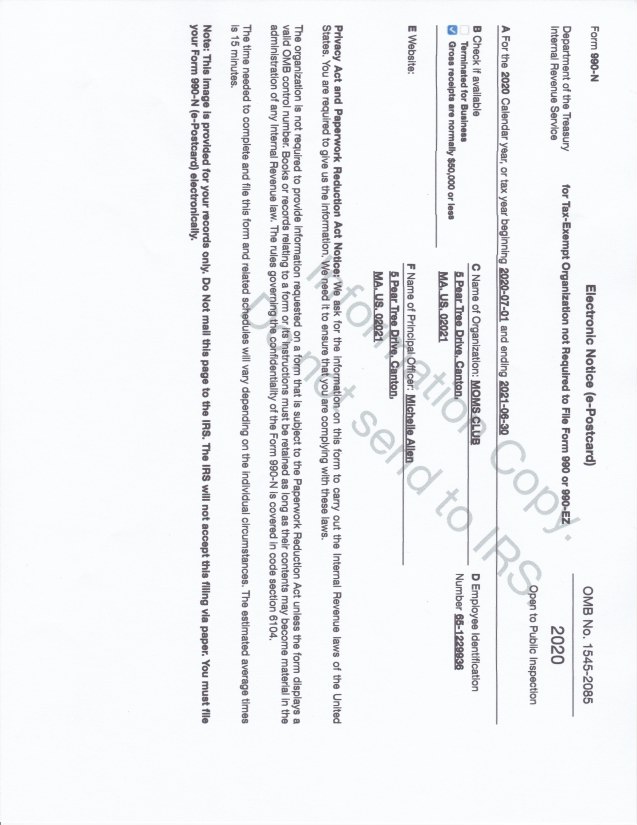 Form 990-N
Department of the Treasury
Internal Revenue Service
Electronic Notice (e-Postcard)
for Tax-Exempt Organization not Required to File Form 990 or 990-EZ
OMB No. 1545-2085
2020
Open to Public Inspection
A For the 2020 Calendar year, or tax year beginning 2020-07-01 and ending 2021-06-30
B Check if available
Terminated for Business
Gross receipts are normally $50,000 or less
C Name of Organization: MOMS CLUB
5 Pear Tree Drive, Canton,
MA, US, 02021
D Employee Identification
Number 65-1229936
E Website:
F Name of Principal Officer: Michelle Allen
5 Pear Tree Drive, Canton,
MA, US, 02021
Privacy Act and Paperwork Reduction Act Notice: We ask for the information on this form to carry out the Internal Revenue laws of the United
States. You are required to give us the information. We need it to ensure that you are complying with these laws.
The organization is not required to provide information requested on a form that is subject to the Paperwork Reduction Act unless the form displays a
valid OMB control number. Books or records relating to a form or its instructions must be retained as long as their contents may become material in the
administration of any Internal Revenue law. The rules governing the confidentiality of the Form 990-N is covered in code section 6104.
The time needed to complete and file this form and related schedules will vary depending on the individual circumstances. The estimated average times
is 15 minutes.
Note: This image is provided for your records only. Do Not mail this page to the IRS. The IRS will not accept this filing via paper. You must file
your Form 990-N (e-Postcard) electronically.
Information Copy.
Do not send to IRS